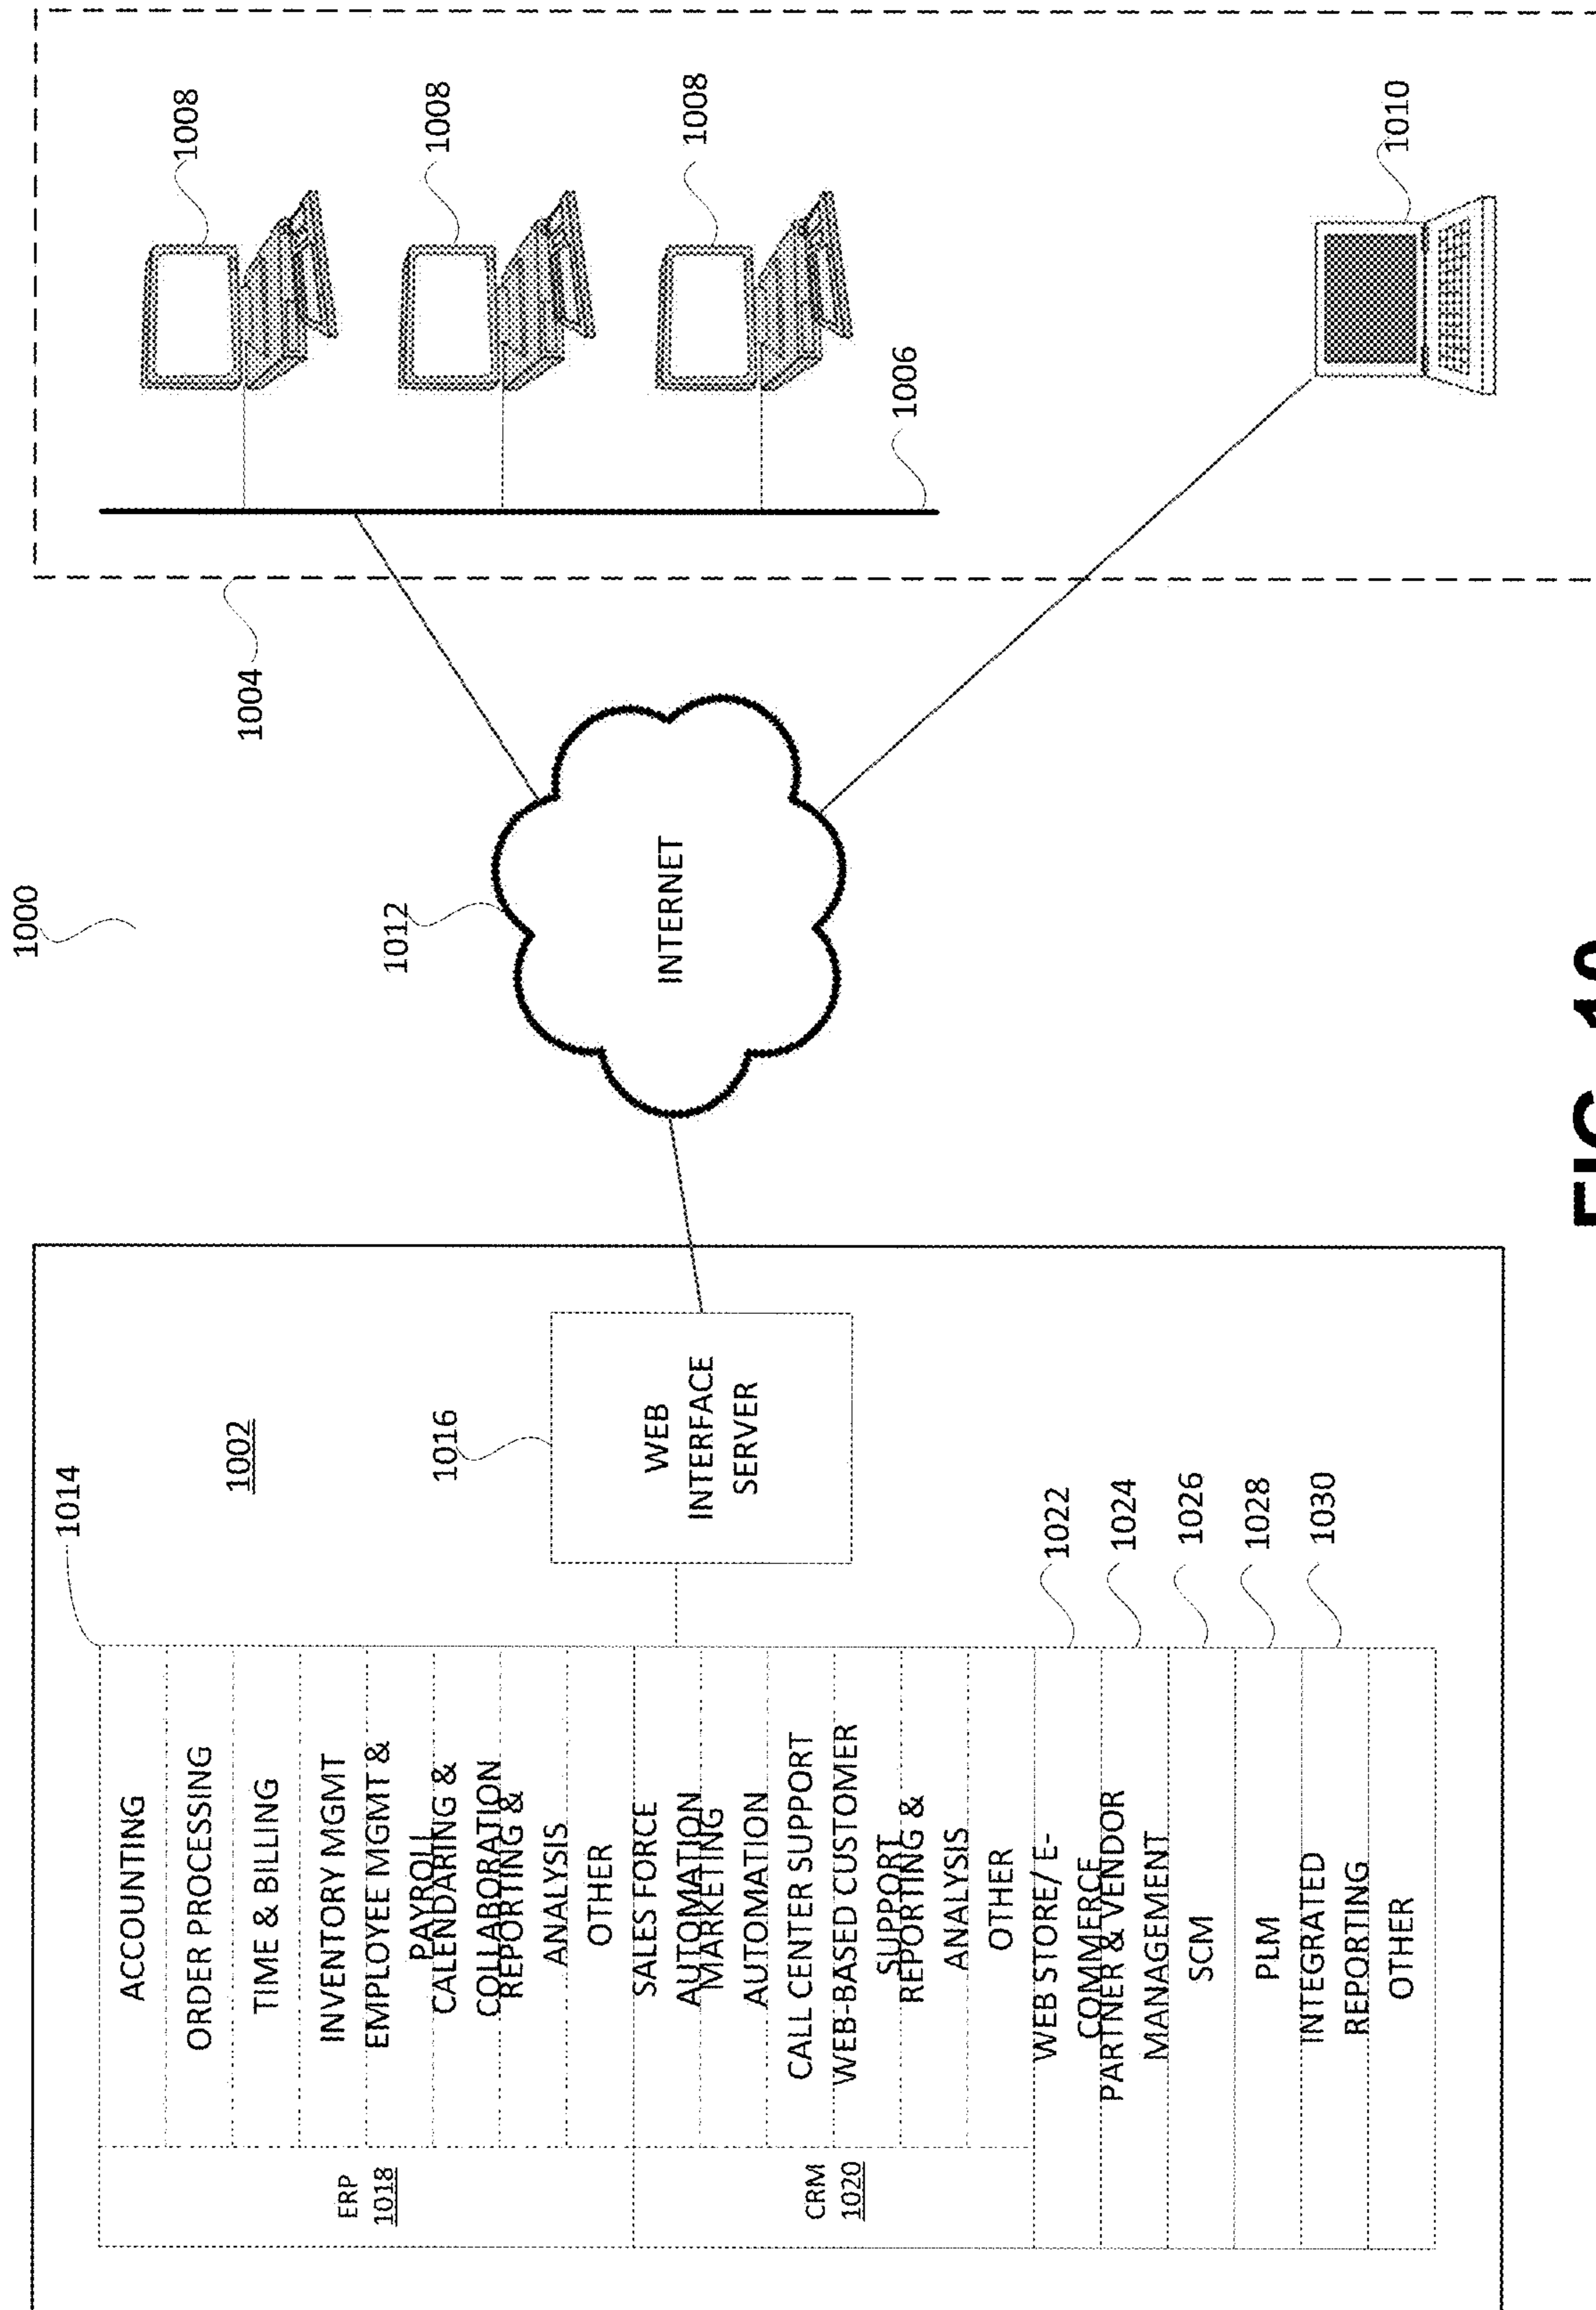 1000
1002
1014
ERP
1018
ACCOUNTING
ORDER PROCESSING
TIME & BILLING
INVENTORY MGMT
EMPLOYEE MGMT &
PAYROLL
CALENDARING &
COLLABORATION
REPORTING &
ANALYSIS
OTHER
CRM
1020
SALES FORCE
AUTOMATION
MARKETING
AUTOMATION
CALL CENTER SUPPORT
WEB-BASED CUSTOMER
SUPPORT
REPORTING &
ANALYSIS
OTHER
WEB STORE/ E-
COMMERCE
1022
PARTNER & VENDOR
MANAGEMENT
1024
SCM
1026
PLM
1028
INTEGRATED
REPORTING
1030
OTHER
1016
WEB
INTERFACE
SERVER
1012
INTERNET
1004
1008
1008
1008
1006
1010
FIG. 10